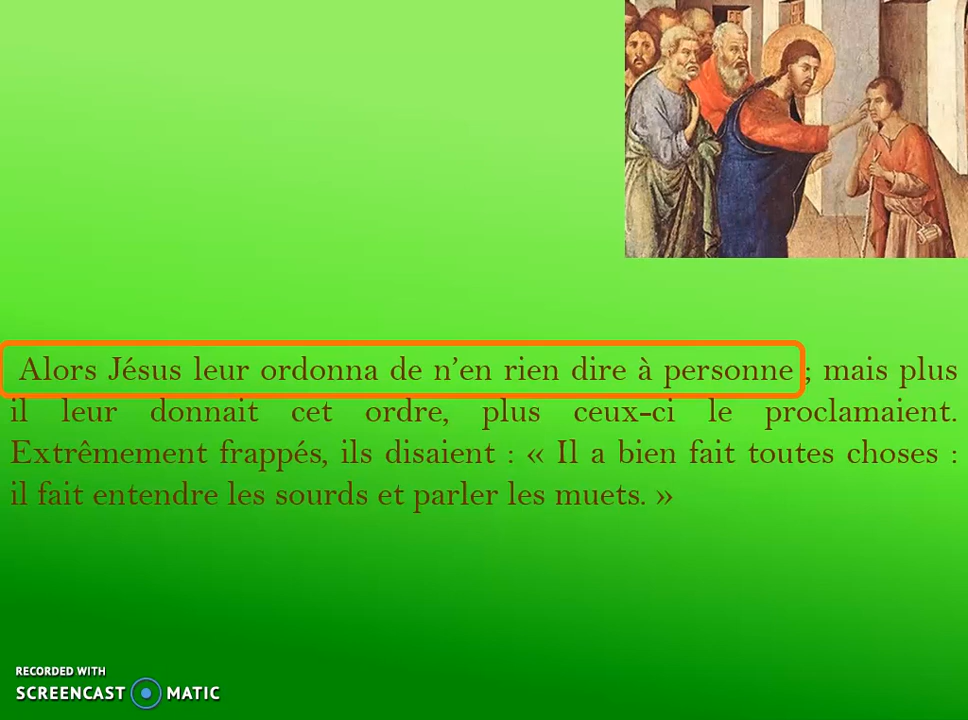 Alors Jésus leur ordonna de n’en rien dire à personne ; mais plus
il leur donnait cet ordre, plus ceux-ci le proclamaient.
Extrêmement frappés, ils disaient : « Il a bien fait toutes choses :
il fait entendre les sourds et parler les muets. »
RECORDED WITH
SCREENCAST MATIC